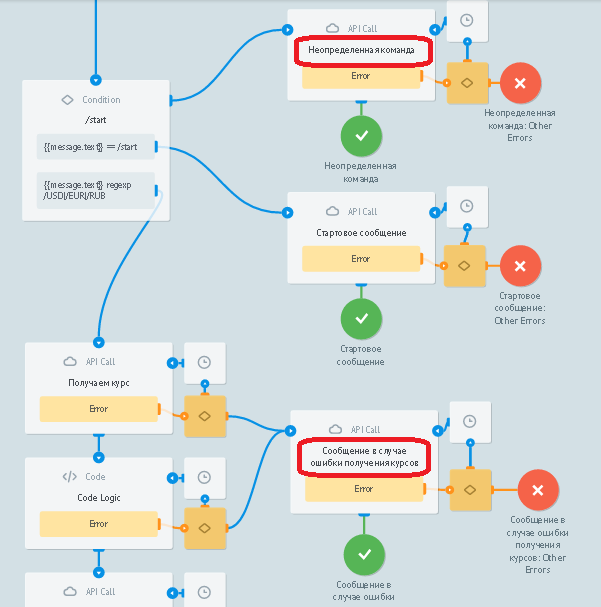 API Call
Неопределенная команда
Error
Неопределенная
команда: Other
Errors
Неопределенная
команда
Condition
/start
{{message.text}} == /start
{{message.text}} regexp
/USD|/EUR|/RUB
API Call
Стартовое сообщение
Error
Стартовое
сообщение:
Other Errors
Стартовое
сообщение
API Call
Получаем курс
Error
API Call
Сообщение в случае
ошибки получения курсов
Error
Code
Code Logic
Error
Сообщение в
случае ошибки
получения
курсов: Other
Errors
Сообщение в
случае ошибки
API Call